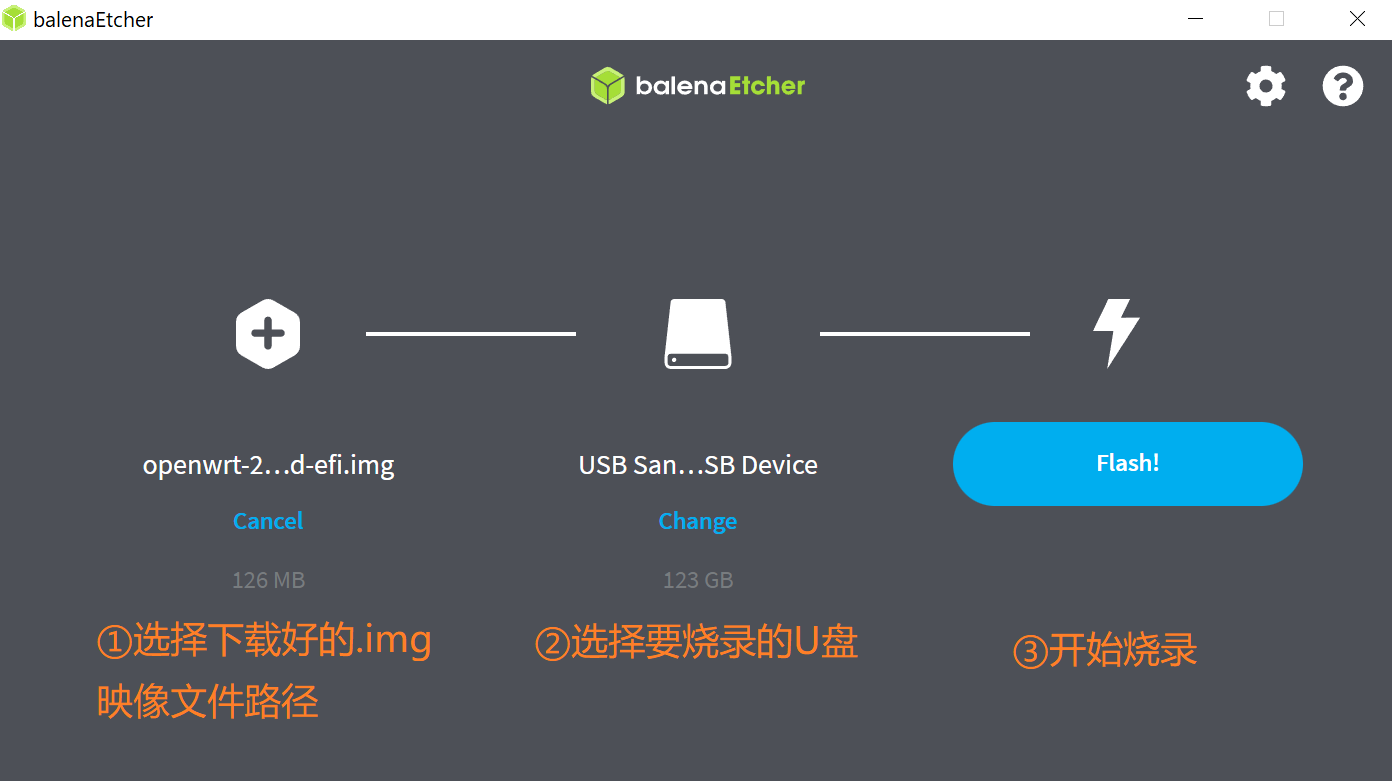 balenaEtcher
balenaEtcher
openwrt-2...d-efi.img
USB San...SB Device
Flash!
Cancel
Change
126 MB
123 GB
①选择下载好的.img
映像文件路径
②选择要烧录的U盘
③开始烧录